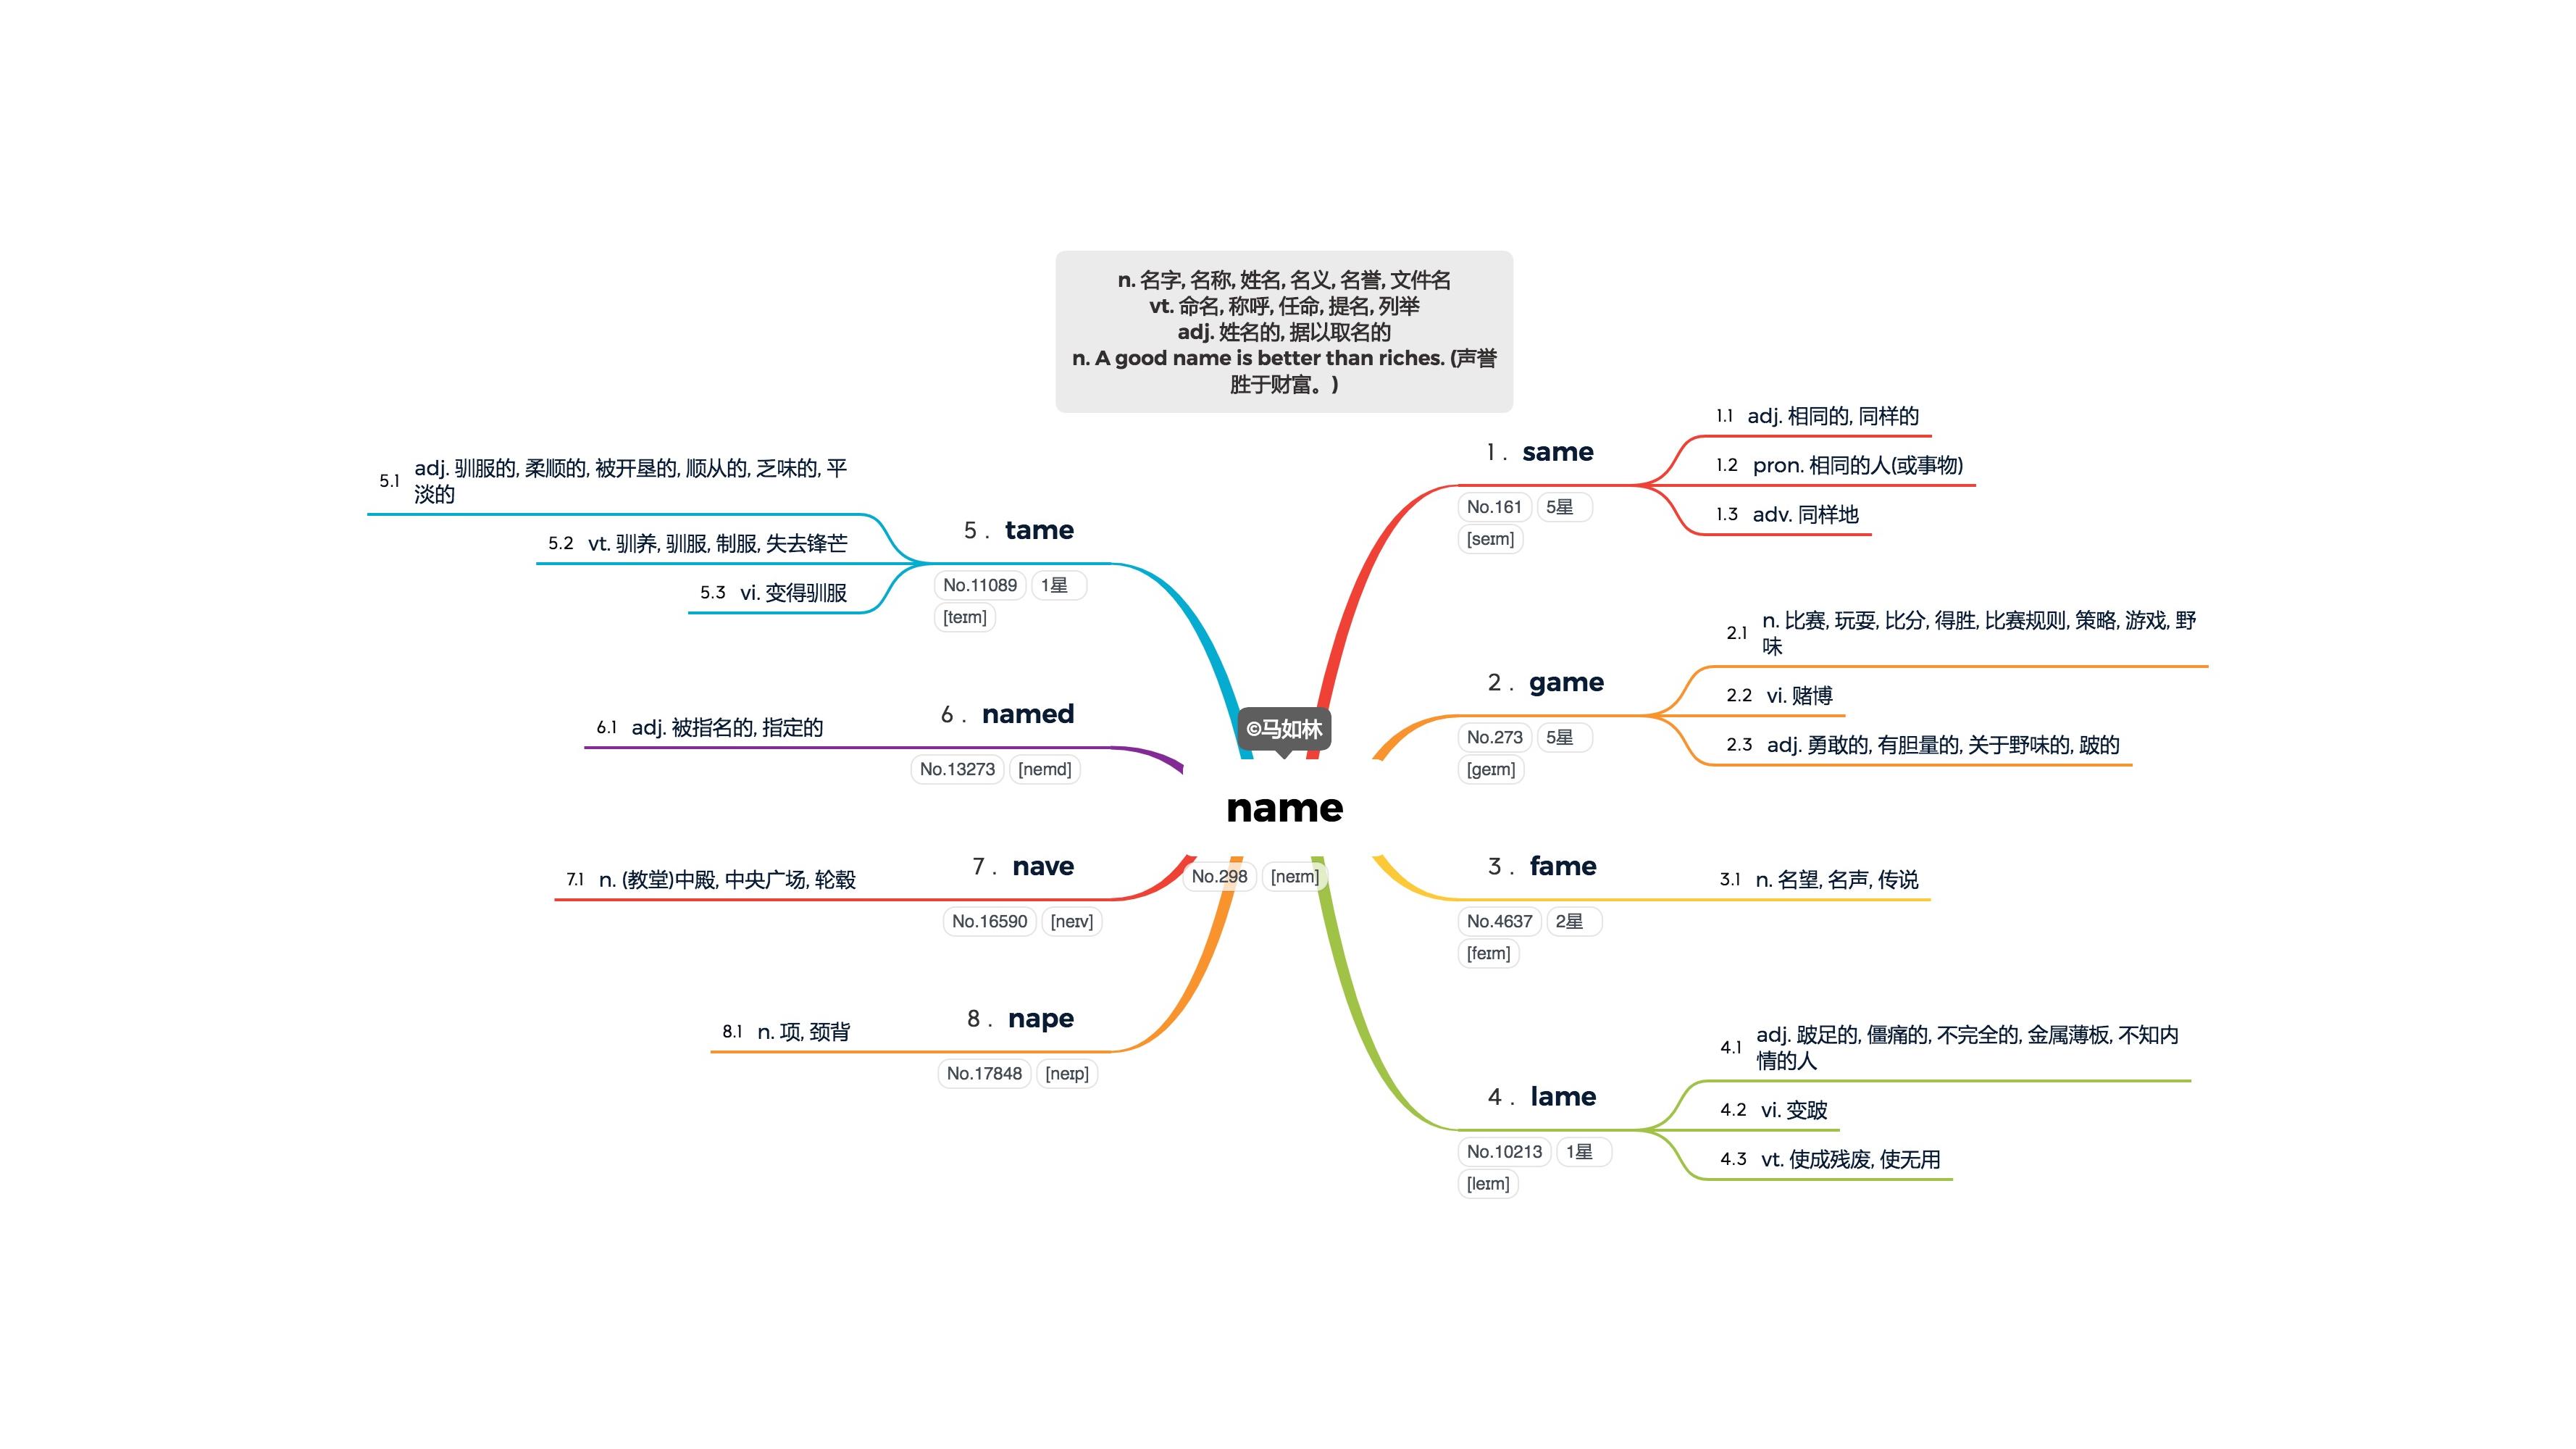 n. 名字, 名称, 姓名, 名义, 名誉, 文件名
vt. 命名, 称呼, 任命, 提名, 列举
adj. 姓名的, 据以取名的
n. A good name is better than riches. (声誉
胜于财富。)
©马如林
name
No.298 [neɪm]
1. same
No.161 5星
[seɪm]
1.1 adj. 相同的, 同样的
1.2 pron. 相同的人(或事物)
1.3 adv. 同样地
2. game
No.273 5星
[geɪm]
2.1 n. 比赛, 玩耍, 比分, 得胜, 比赛规则, 策略, 游戏, 野
味
2.2 vi. 赌博
2.3 adj. 勇敢的, 有胆量的, 关于野味的, 跛的
3. fame
No.4637 2星
[feɪm]
3.1 n. 名望, 名声, 传说
4. lame
No.10213 1星
[leɪm]
4.1 adj. 跛足的, 僵痛的, 不完全的, 金属薄板, 不知内
情的人
4.2 vi. 变跛
4.3 vt. 使成残废, 使无用
5. tame
No.11089 1星
[teɪm]
5.1 adj. 驯服的, 柔顺的, 被开垦的, 顺从的, 乏味的, 平
淡的
5.2 vt. 驯养, 驯服, 制服, 失去锋芒
5.3 vi. 变得驯服
6. named
No.13273 [nemd]
6.1 adj. 被指名的, 指定的
7. nave
No.16590 [neɪv]
7.1 n. (教堂)中殿, 中央广场, 轮毂
8. nape
No.17848 [neɪp]
8.1 n. 项, 颈背